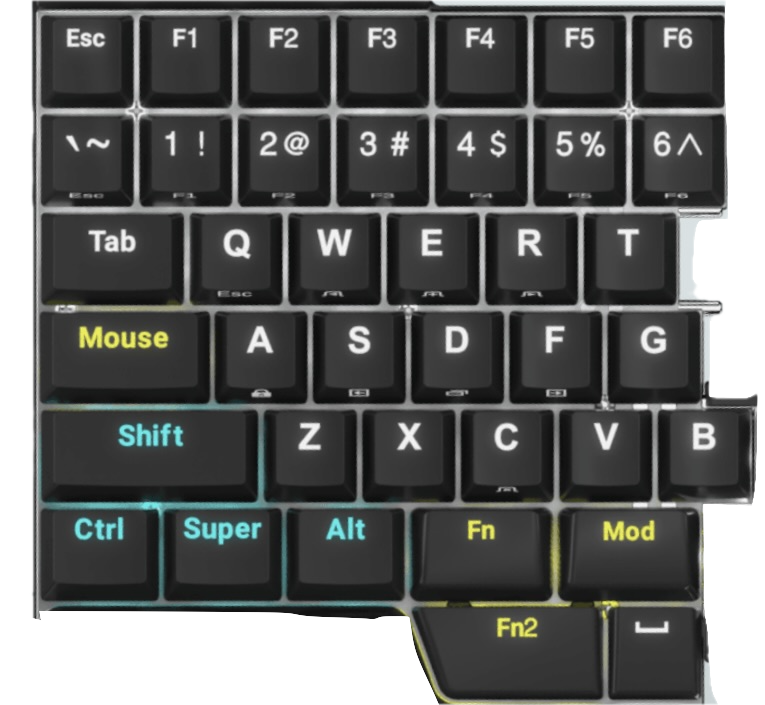 Esc F1 F2 F3 F4 F5 F6
`~ 1 ! 2@ 3 # 4 $ 5% 6^
Esc F1 F2 F3 F4 F5 F6
Tab Q W E R T
Esc
Mouse A S D F G
Shift Z X C V B
Ctrl Super Alt Fn Mod
Fn2